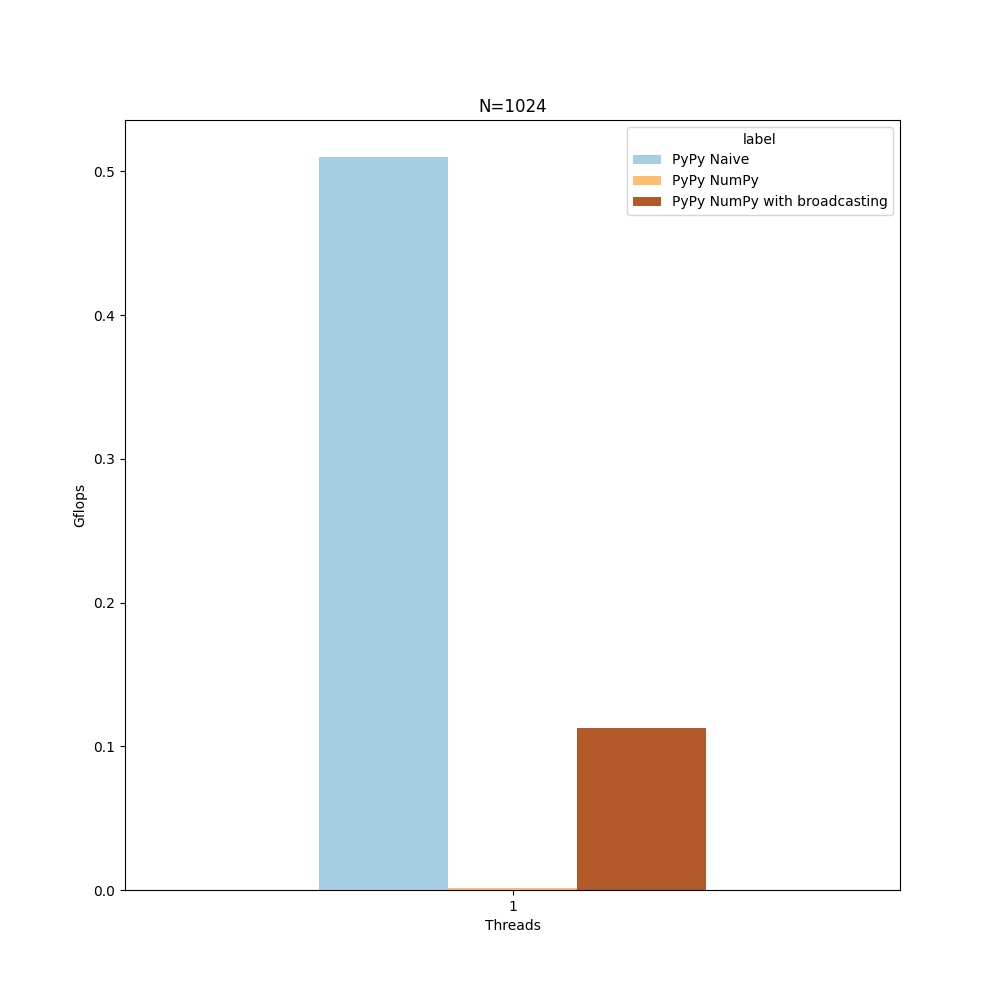 N=1024
label
PyPy Naive
PyPy NumPy
PyPy NumPy with broadcasting
0.5
0.4
0.3
0.2
0.1
0.0
Gflops
1
Threads